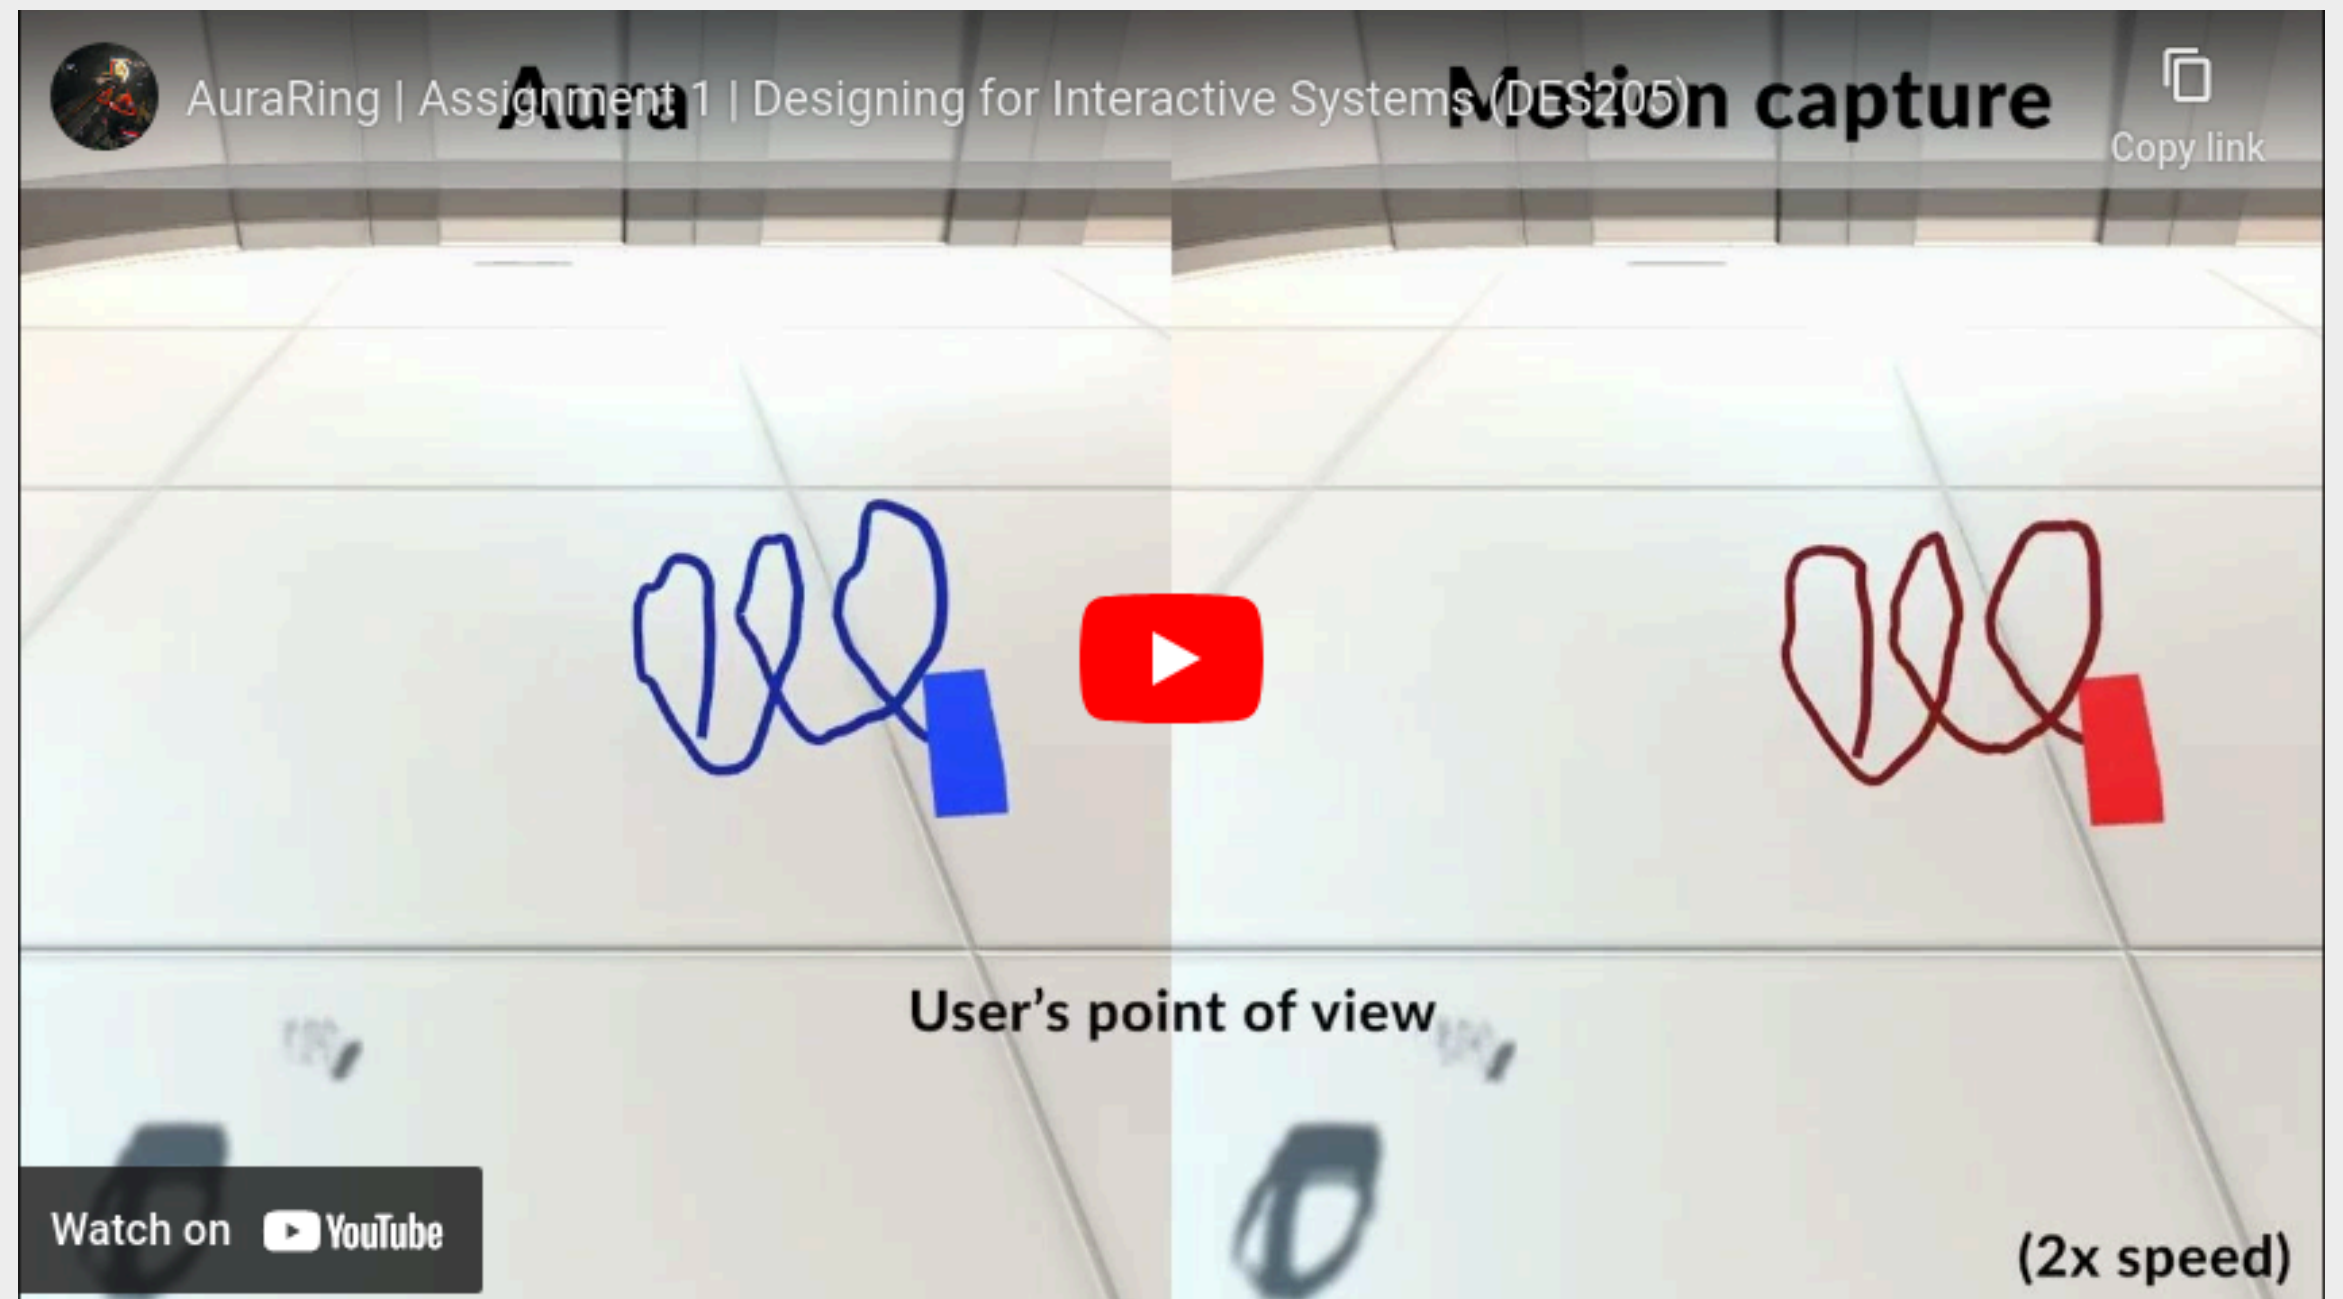 AuraRing | Assignment 1 | Designing for Interactive Systems (DES205)
Aura
Motion capture
Copy link
User's point of view
Watch on YouTube
(2x speed)